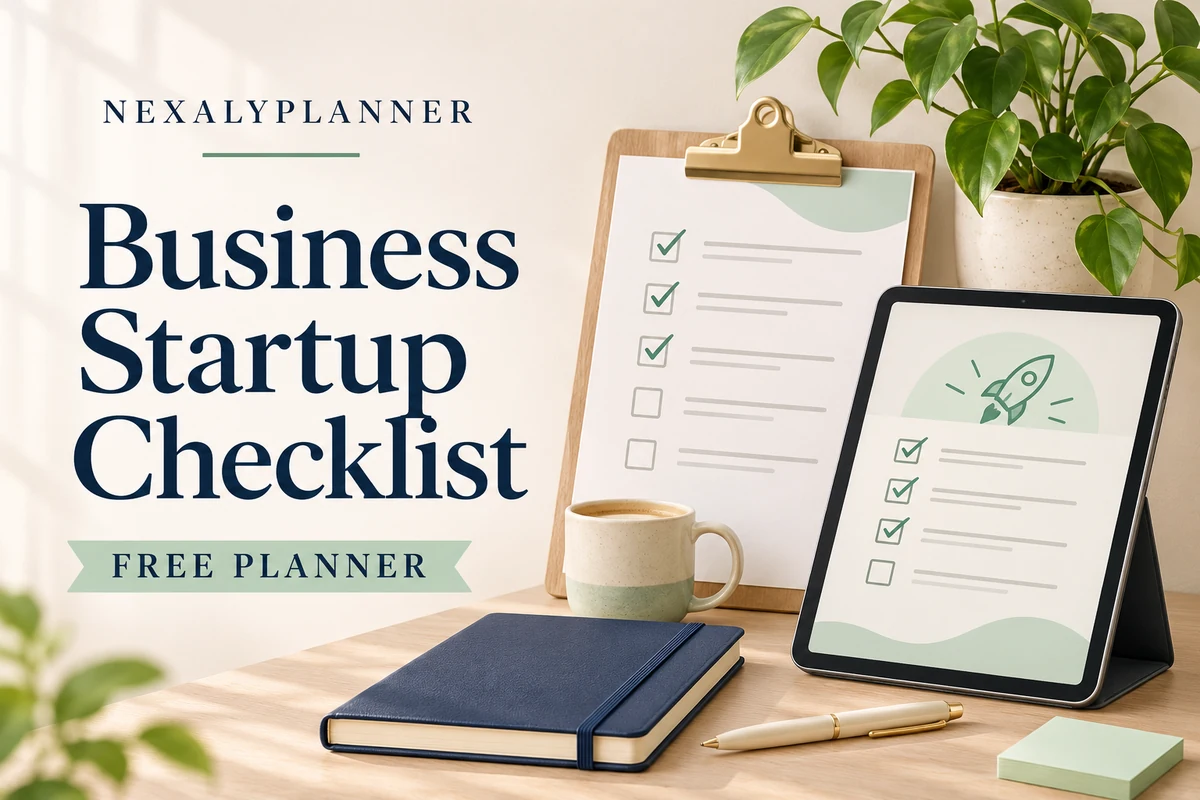 NEXALYPLANNER
Business
Startup
Checklist
FREE PLANNER